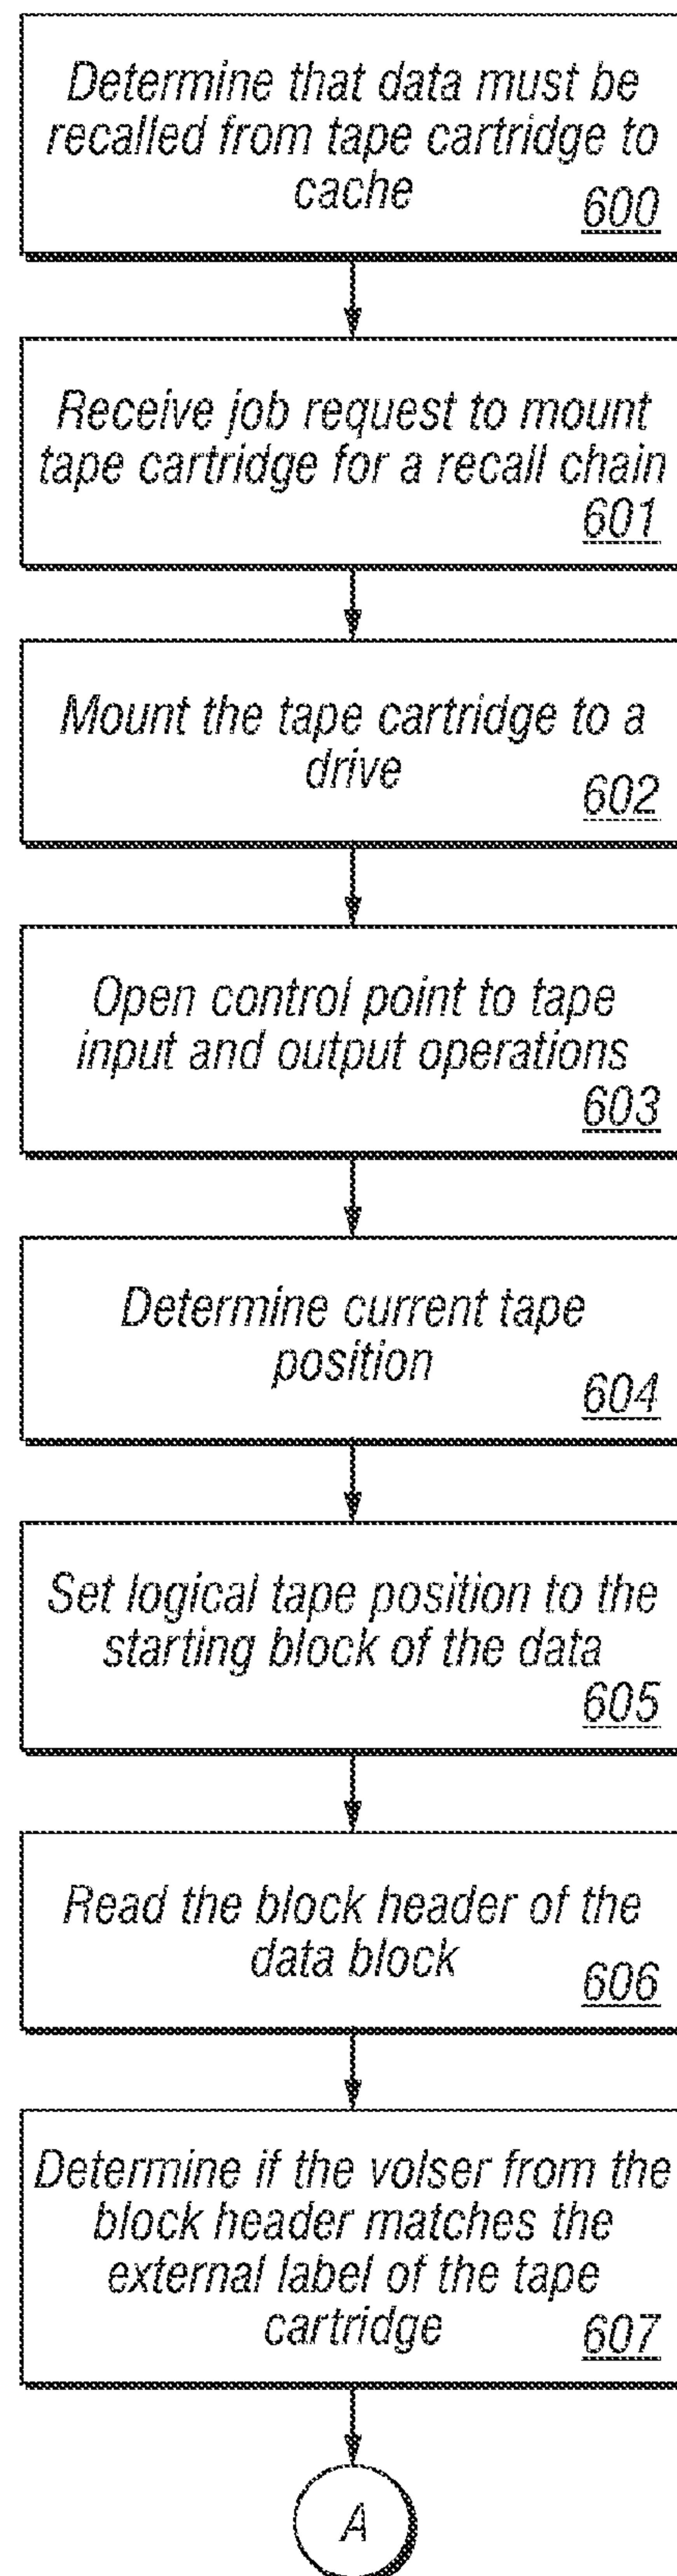 Determine that data must be
recalled from tape cartridge to
cache
600
Receive job request to mount
tape cartridge for a recall chain
601
Mount the tape cartridge to a
drive
602
Open control point to tape
input and output operations
603
Determine current tape
position
604
Set logical tape position to the
starting block of the data
605
Read the block header of the
data block
606
Determine if the volser from the
block header matches the
external label of the tape
cartridge
607
A